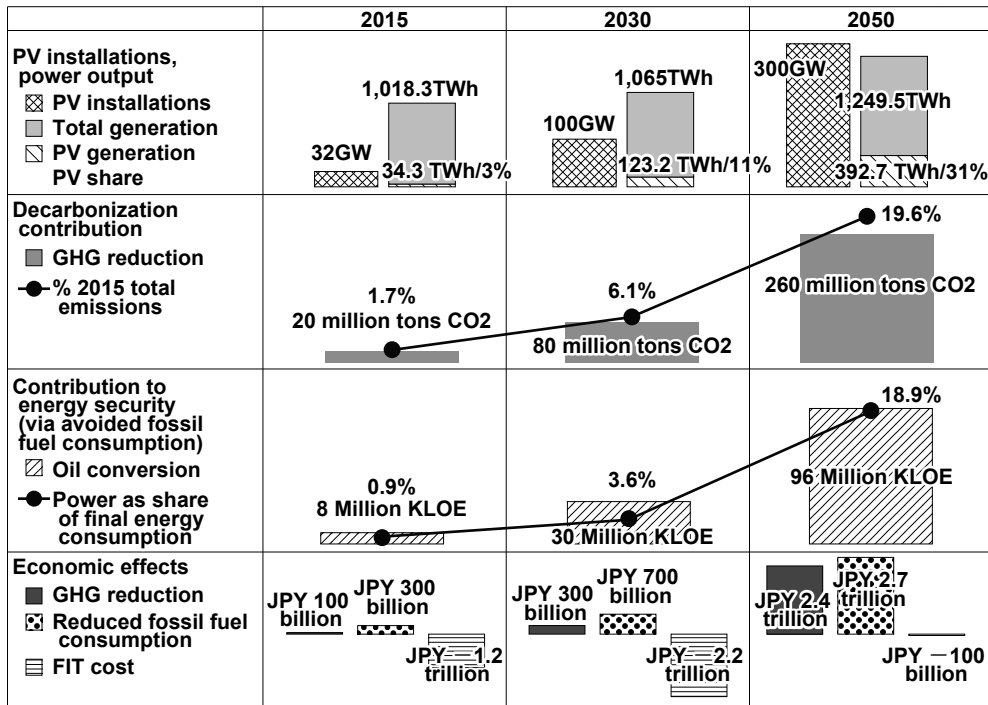 2015
2030
2050
PV installations,
power output
PV installations
Total generation
PV generation
PV share
32GW
1,018.3TWh
34.3 TWh/3%
100GW
1,065TWh
123.2 TWh/11%
300GW
1,249.5TWh
392.7 TWh/31%
Decarbonization
contribution
GHG reduction
% 2015 total
emissions
1.7%
20 million tons CO2
6.1%
80 million tons CO2
19.6%
260 million tons CO2
Contribution to
energy security
(via avoided fossil
fuel consumption)
Oil conversion
Power as share
of final energy
consumption
0.9%
8 Million KLOE
3.6%
30 Million KLOE
18.9%
96 Million KLOE
Economic effects
GHG reduction
Reduced fossil fuel
consumption
FIT cost
JPY 100
billion
JPY 300
billion
JPY －1.2
trillion
JPY 300
billion
JPY 700
billion
JPY －2.2
trillion
JPY 2.4
trillion
JPY 2.7
trillion
JPY －100
billion